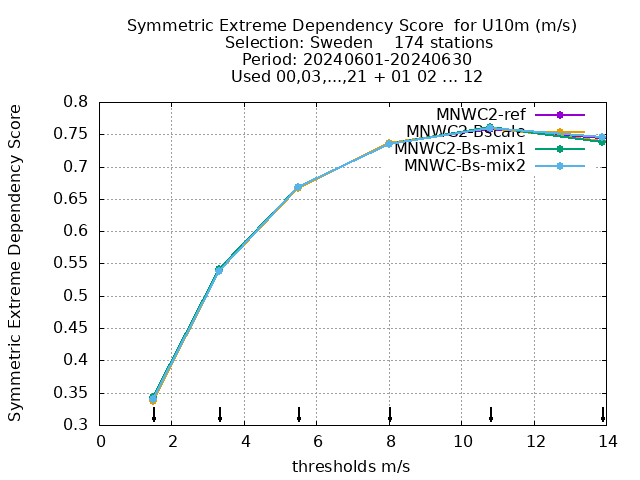 Symmetric Extreme Dependency Score  for U10m (m/s)
Selection: Sweden    174 stations
Period: 20240601-20240630
Used 00,03,...,21 + 01 02 ... 12
Symmetric Extreme Dependency Score
0.8
0.75
0.7
0.65
0.6
0.55
0.5
0.45
0.4
0.35
0.3
MNWC2-ref
MNWC2-Bscale
MNWC2-Bs-mix1
MNWC-Bs-mix2
0 2 4 6 8 10 12 14
thresholds m/s